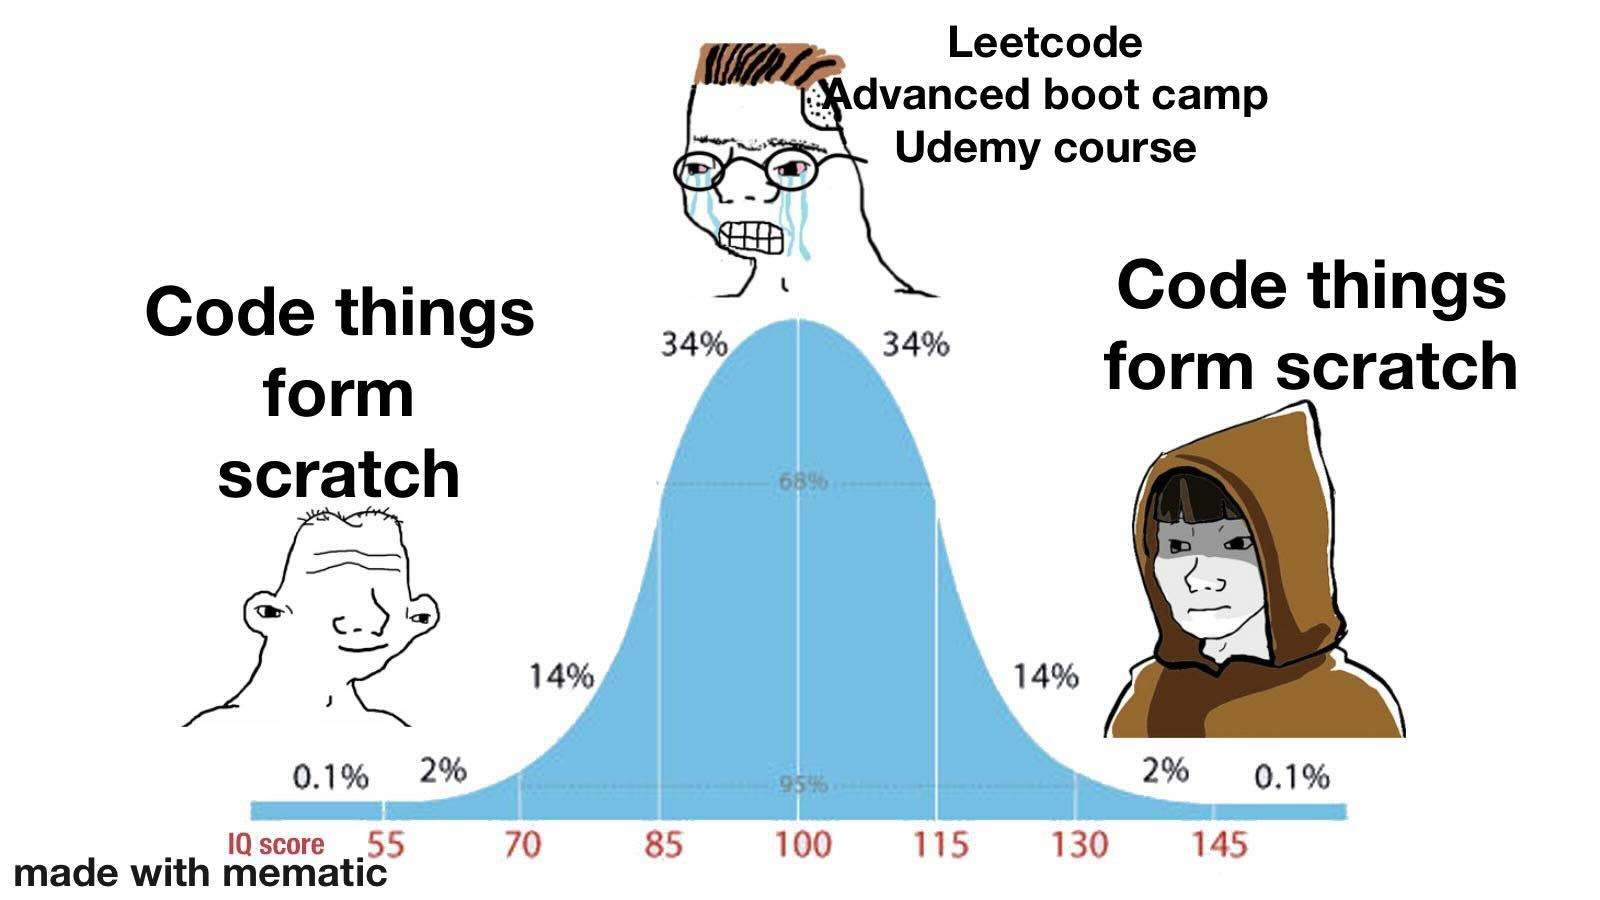 Leetcode
Advanced boot camp
Udemy course
Code things
form
scratch
Code things
form scratch
34%
34%
68%
14%
14%
0.1%
2%
95%
2%
0.1%
IQ score
55
70
85
100
115
130
145
made with mematic